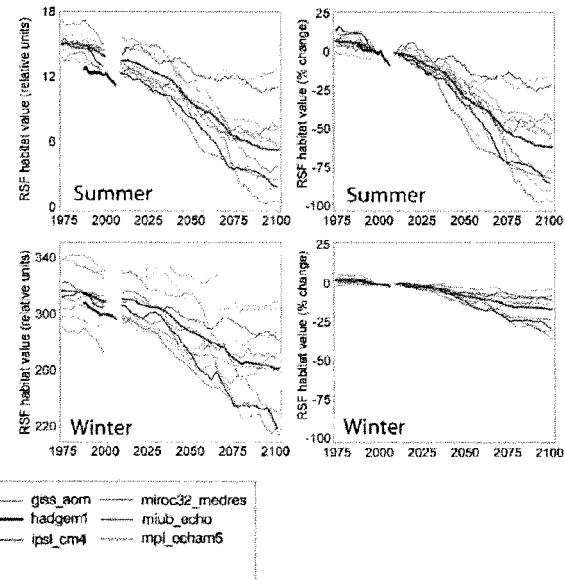 RSF habitat value (relative units)
18
12
6
0
Summer
1975 2000 2025 2050 2075 2100
RSF habitat value (% change)
25
0
-25
-50
-75
-100
Summer
1975 2000 2025 2050 2075 2100
RSF habitat value (relative units)
340
300
260
220
Winter
1975 2000 2025 2050 2075 2100
RSF habitat value (% change)
25
0
-25
-50
-75
-100
Winter
1975 2000 2025 2050 2075 2100
giss_aom miroc32_medres
hadgem1 miub_echo
ipsl_cm4 mpi_echam5